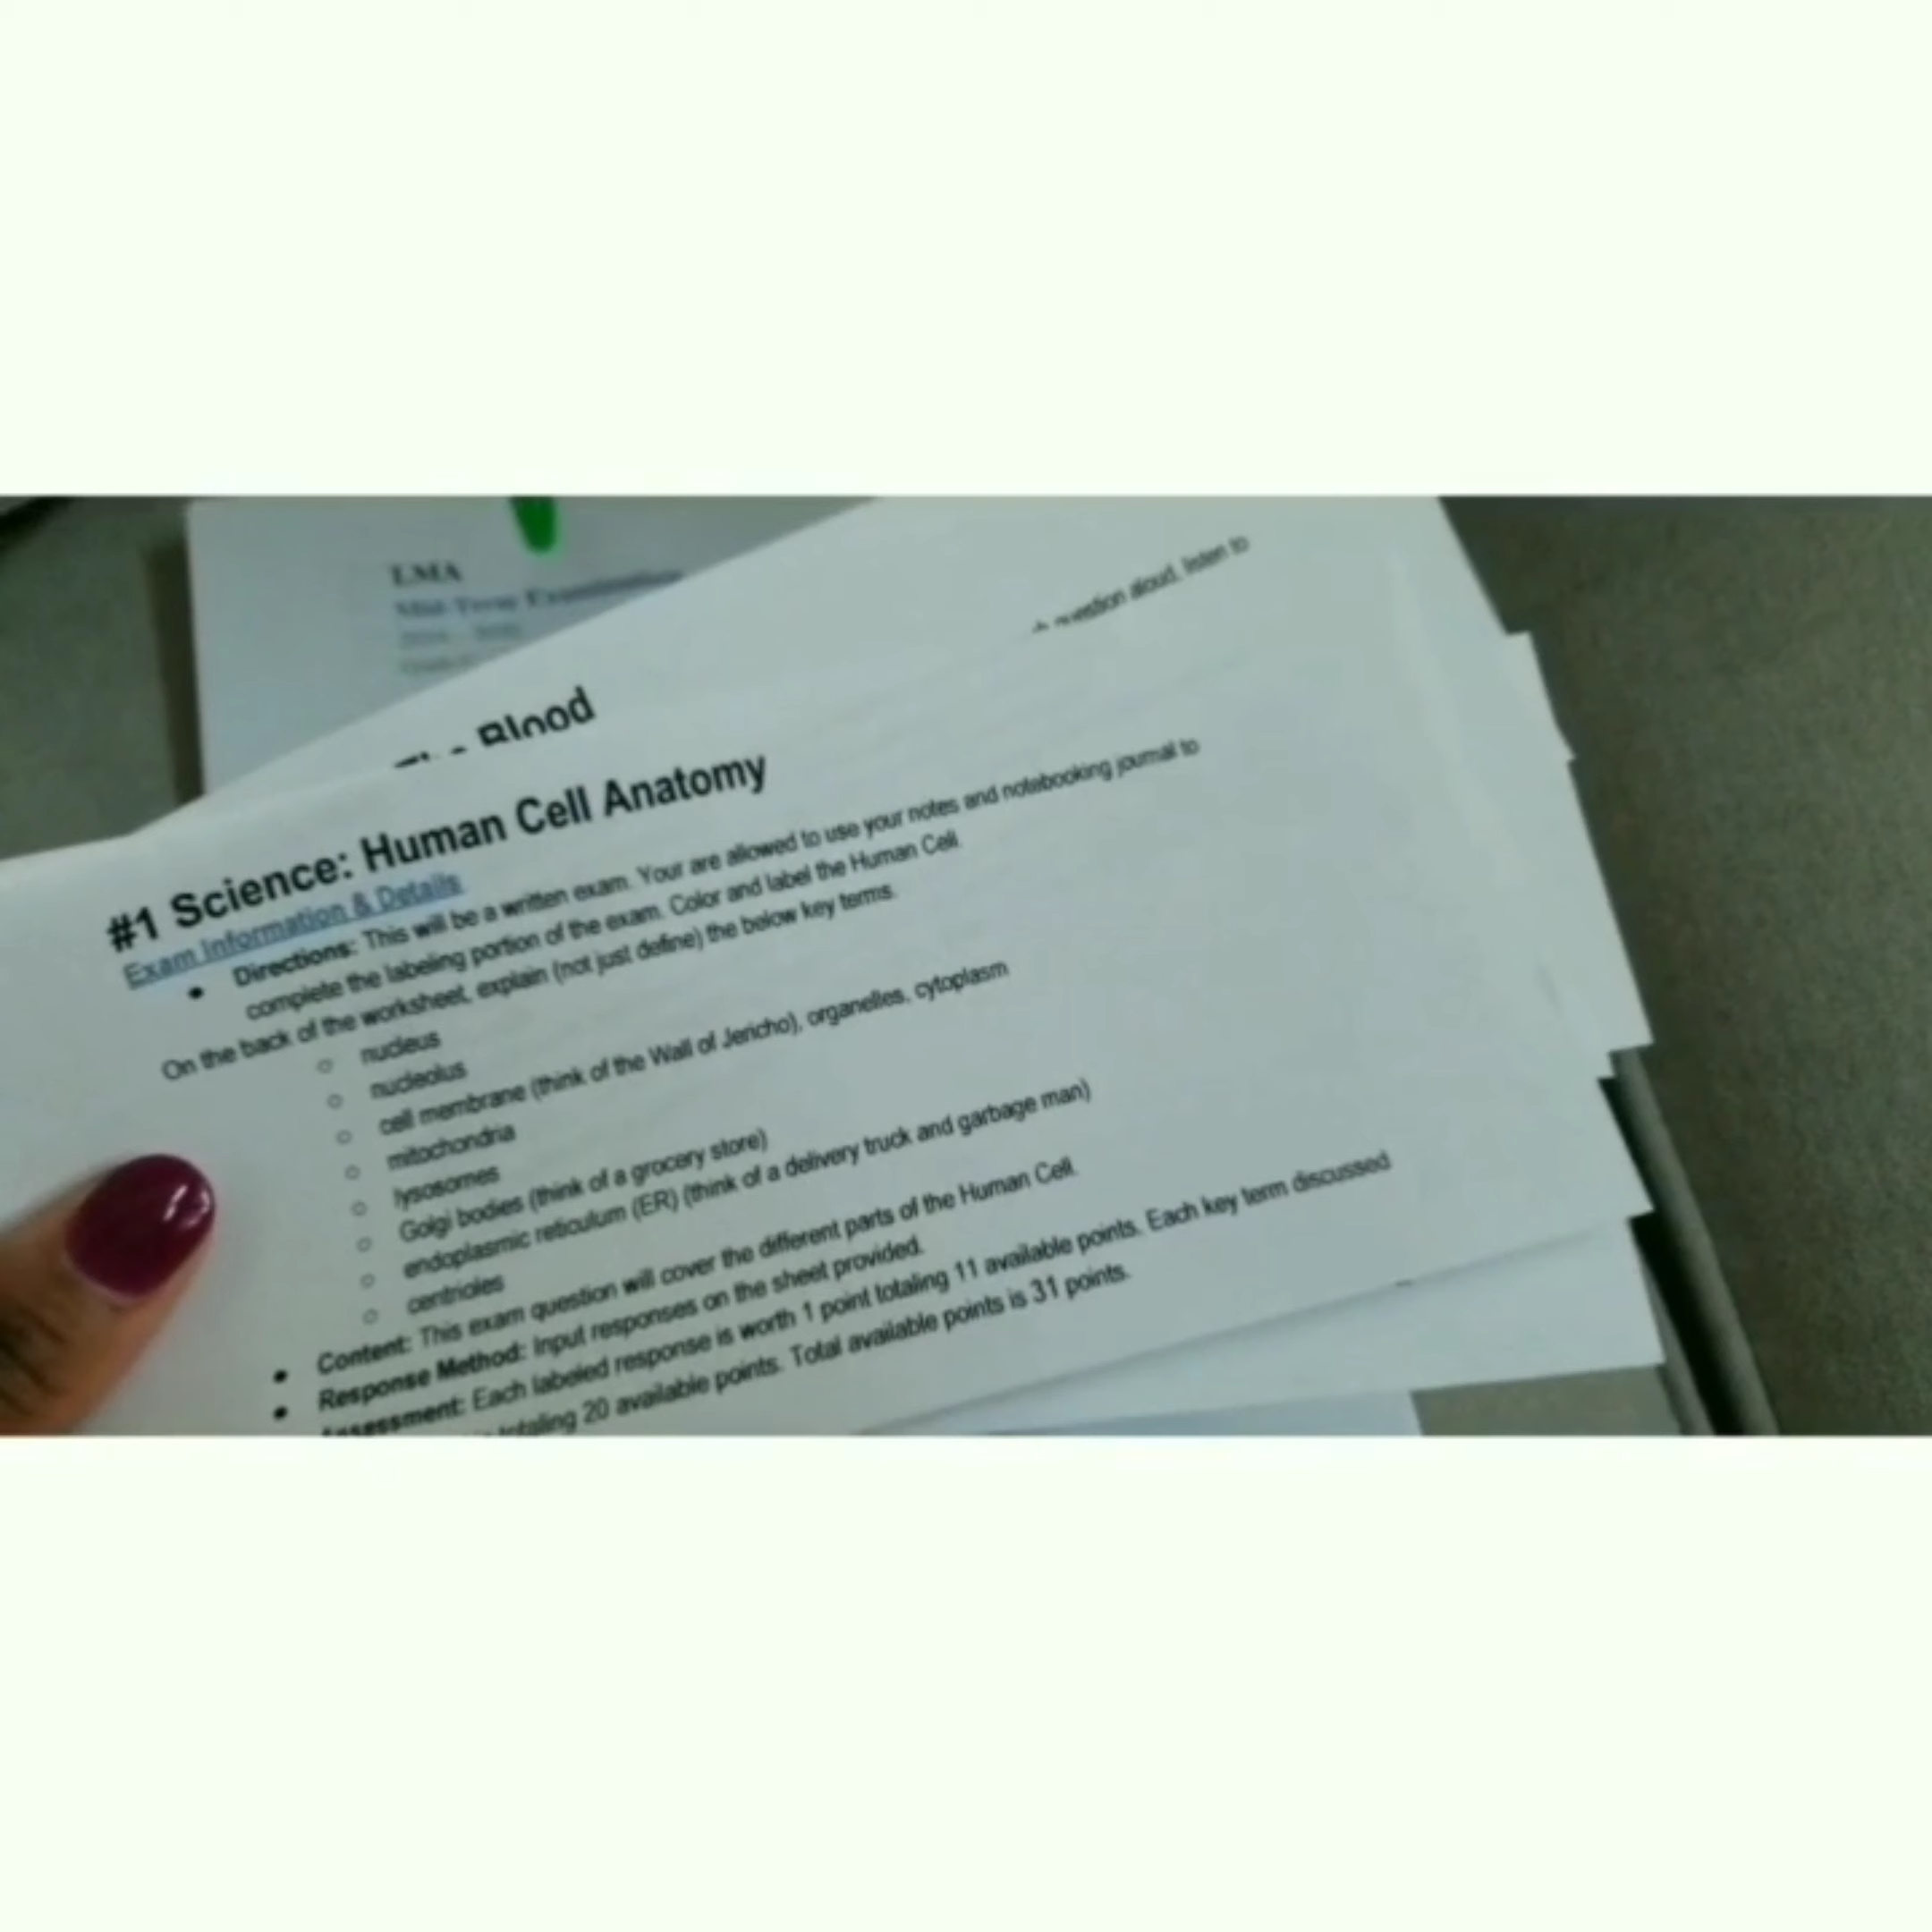 LMA
Mid-Term Examination
question aloud, listen to
The Blood
#1 Science: Human Cell Anatomy
Exam Information & Details
• Directions: This will be a written exam. Your are allowed to use your notes and notebooking journal to
complete the labeling portion of the exam. Color and label the Human Cell.
On the back of the worksheet, explain (not just define) the below key terms.
○ nucleus
○ nucleolus
○ cell membrane (think of the Wall of Jericho), organelles, cytoplasm
○ mitochondria
○ lysosomes
○ Golgi bodies (think of a grocery store)
○ endoplasmic reticulum (ER) (think of a delivery truck and garbage man)
○ centrioles
• Content: This exam question will cover the different parts of the Human Cell.
• Response Method: Input responses on the sheet provided.
Assessment: Each labeled response is worth 1 point totaling 11 available points. Each key term discussed
totaling 20 available points. Total available points is 31 points.